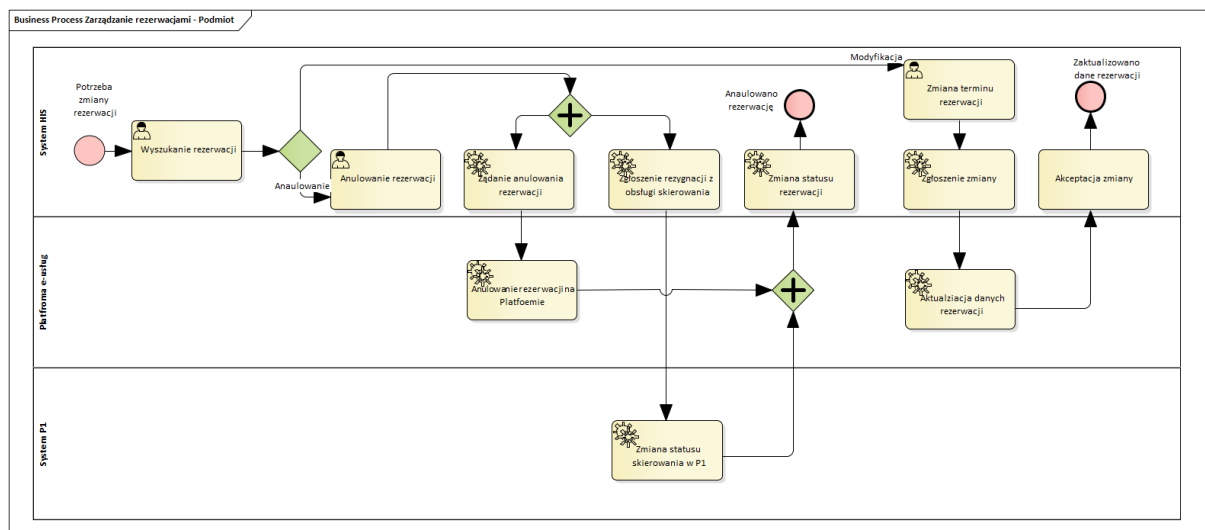 Business Process Zarządzanie rezerwacjami - Podmiot
System HIS
Potrzeba
zmiany
rezerwacji
Wyszukanie rezerwacji
Anaulowanie
Modyfikacja
Anulowanie rezerwacji
Żądanie anulowania
rezerwacji
Zgłoszenie rezygnacji z
obsługi skierowania
Anaulowano
rezerwację
Zmiana statusu
rezerwacji
Zmiana terminu
rezerwacji
Zgłoszenie zmiany
Zaktualizowano
dane rezerwacji
Akceptacja zmiany
Platfroma e-usług
Anulowanie rezerwacji na
Platfoemie
Aktualziacja danych
rezerwacji
System P1
Zmiana statusu
skierowania w P1